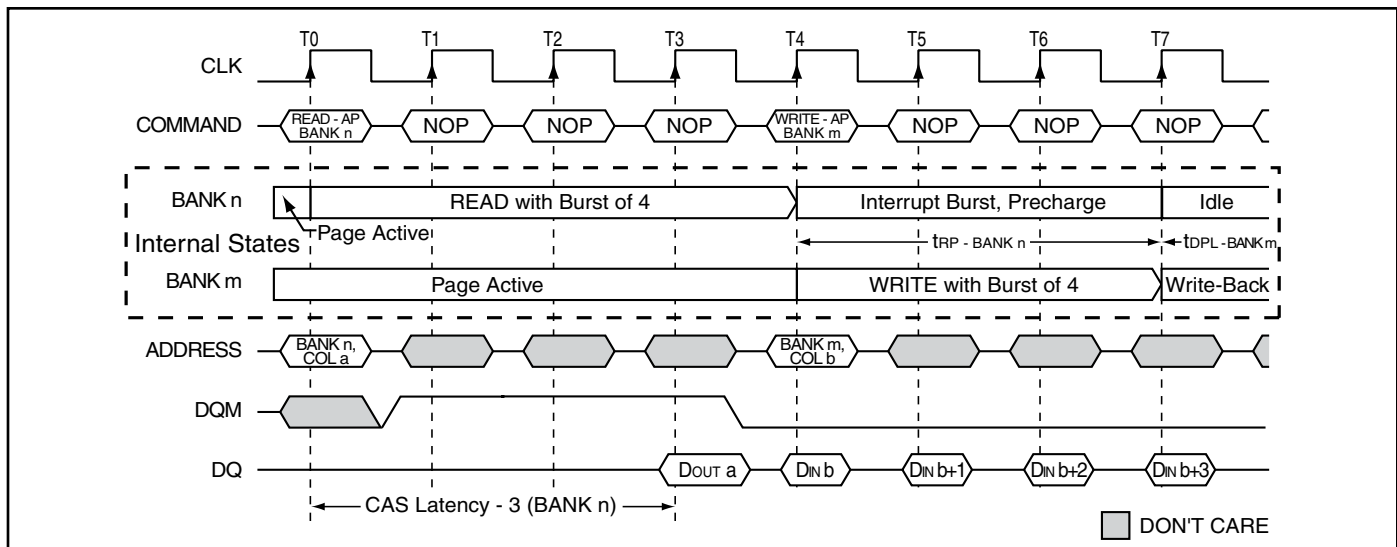 T0 T1 T2 T3 T4 T5 T6 T7
CLK
COMMAND READ - AP BANK n NOP NOP NOP WRITE - AP BANK m NOP NOP NOP
BANK n READ with Burst of 4 Interrupt Burst, Precharge Idle
Internal States Page Active tRP - BANK n tDPL - BANK m
BANK m Page Active WRITE with Burst of 4 Write-Back
ADDRESS BANK n, COL a BANK m, COL b
DQM
DQ DOUT a DIN b DIN b+1 DIN b+2 DIN b+3
CAS Latency - 3 (BANK n)
DON'T CARE